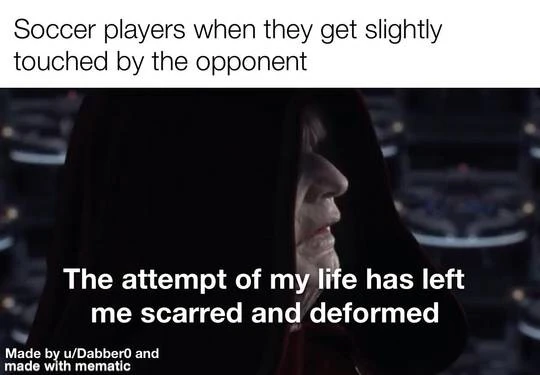 Soccer players when they get slightly
touched by the opponent
The attempt of my life has left
me scarred and deformed
Made by u/Dabber0 and
made with mematic